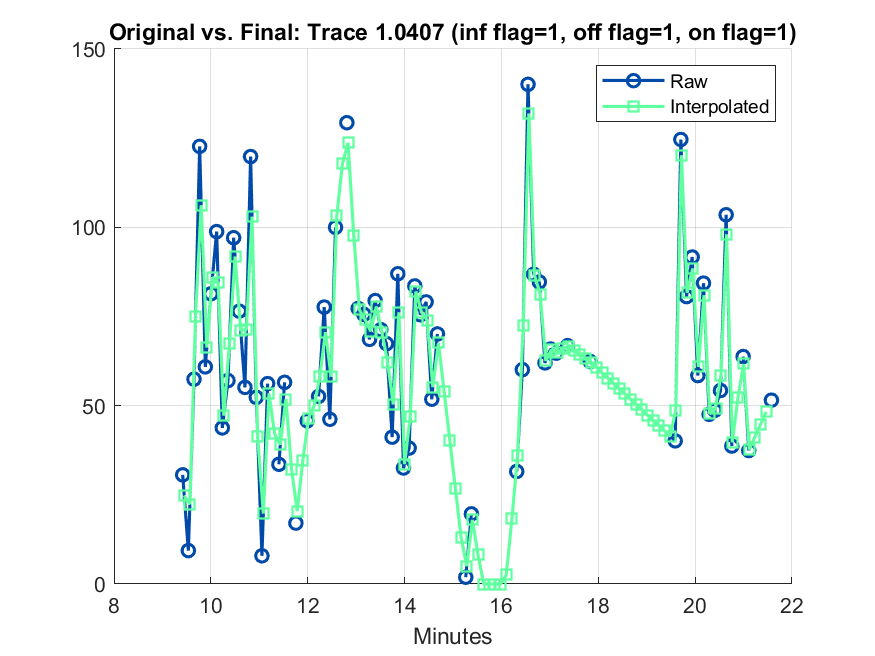 Original vs. Final: Trace 1.0407 (inf flag=1, off flag=1, on flag=1)
150
Raw
Interpolated
100
50
0
8 10 12 14 16 18 20 22
Minutes